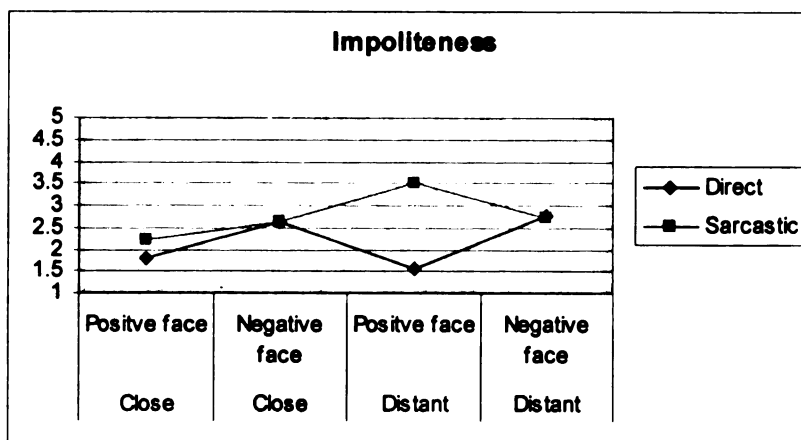 Impoliteness
5
4.5
4
3.5
3
2.5
2
1.5
1
Direct
Sarcastic
Positve face
Negative face
Positve face
Negative face
Close
Close
Distant
Distant